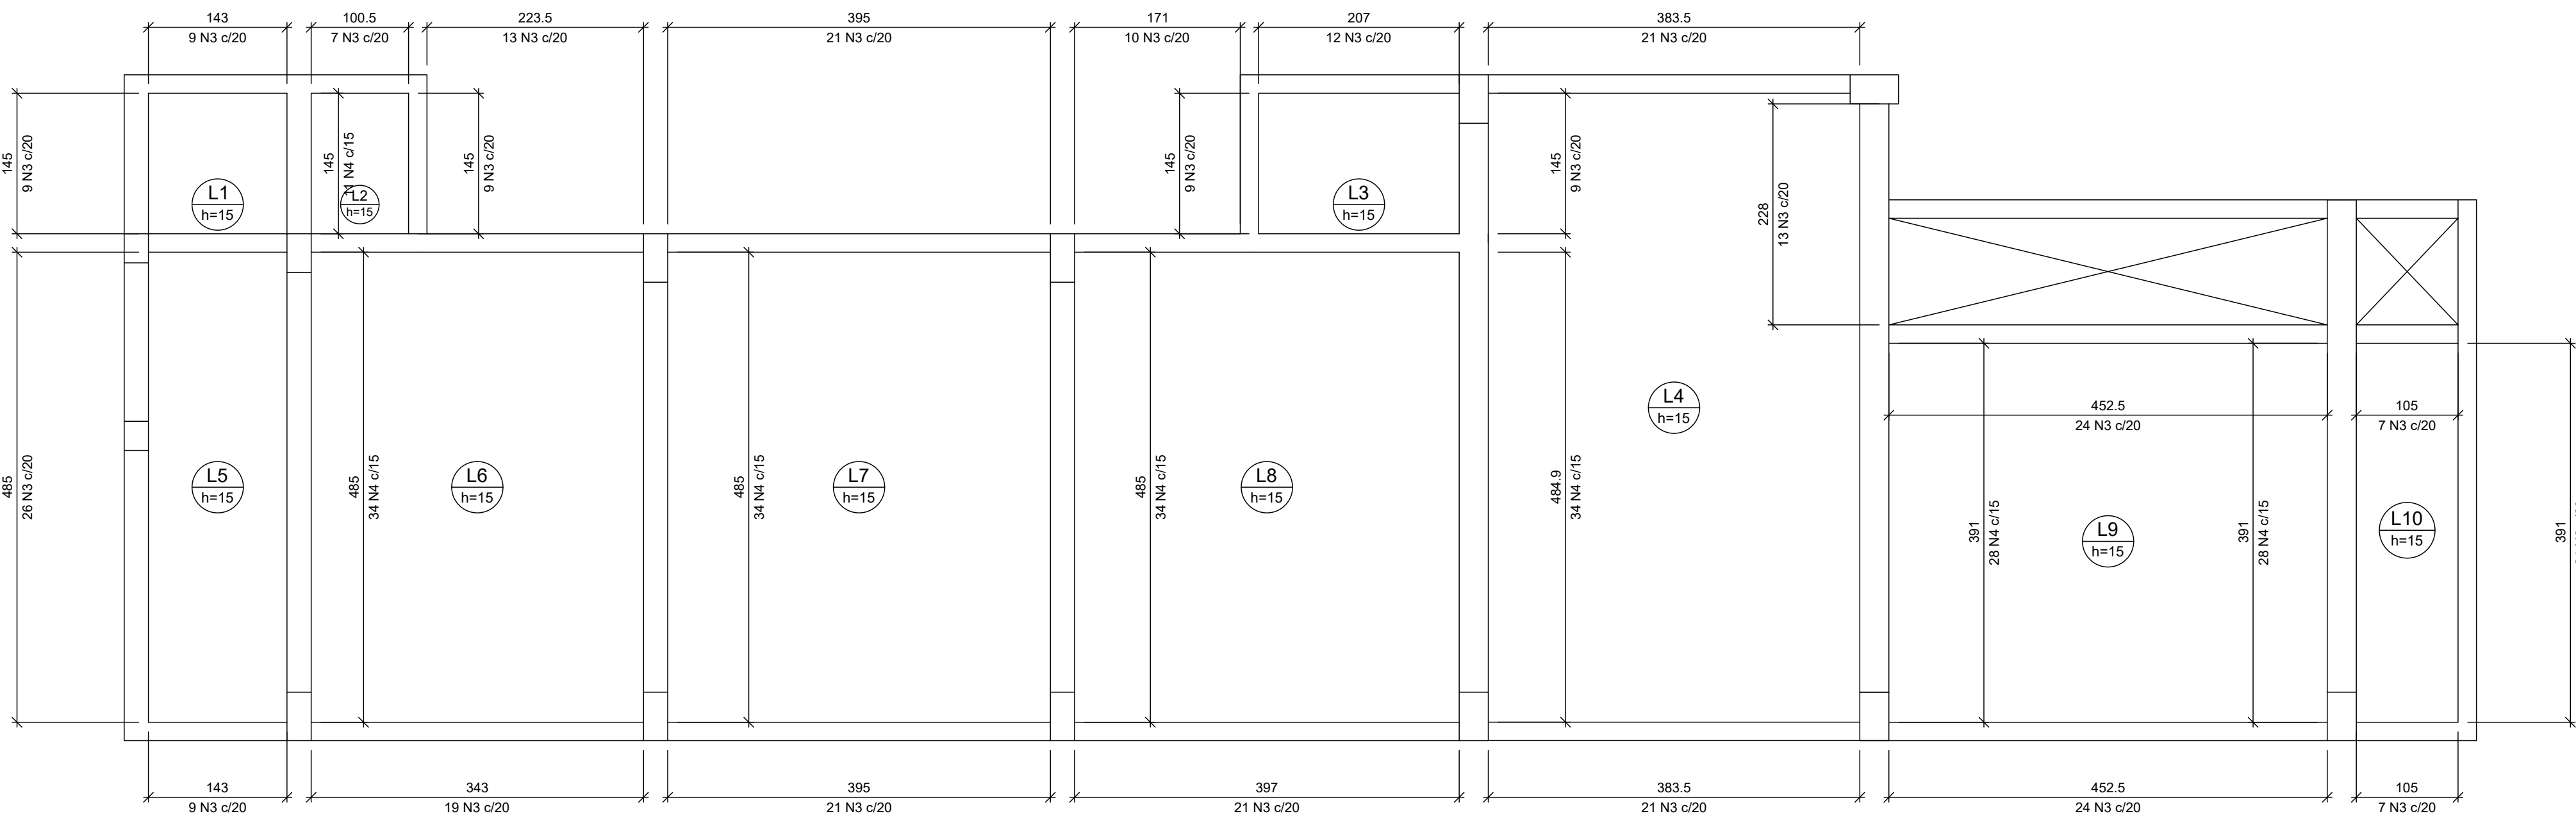 143
9 N3 c/20
100.5
7 N3 c/20
223.5
13 N3 c/20
395
21 N3 c/20
171
10 N3 c/20
207
12 N3 c/20
383.5
21 N3 c/20
145
9 N3 c/20
L1
h=15
145
11 N4 c/15
L2
h=15
145
9 N3 c/20
145
9 N3 c/20
L3
h=15
145
9 N3 c/20
228
13 N3 c/20
L4
h=15
452.5
24 N3 c/20
105
7 N3 c/20
485
26 N3 c/20
L5
h=15
485
34 N4 c/15
L6
h=15
485
34 N4 c/15
L7
h=15
485
34 N4 c/15
L8
h=15
484.9
34 N4 c/15
391
28 N4 c/15
L9
h=15
391
28 N4 c/15
L10
h=15
391
143
9 N3 c/20
343
19 N3 c/20
395
21 N3 c/20
397
21 N3 c/20
383.5
21 N3 c/20
452.5
24 N3 c/20
105
7 N3 c/20